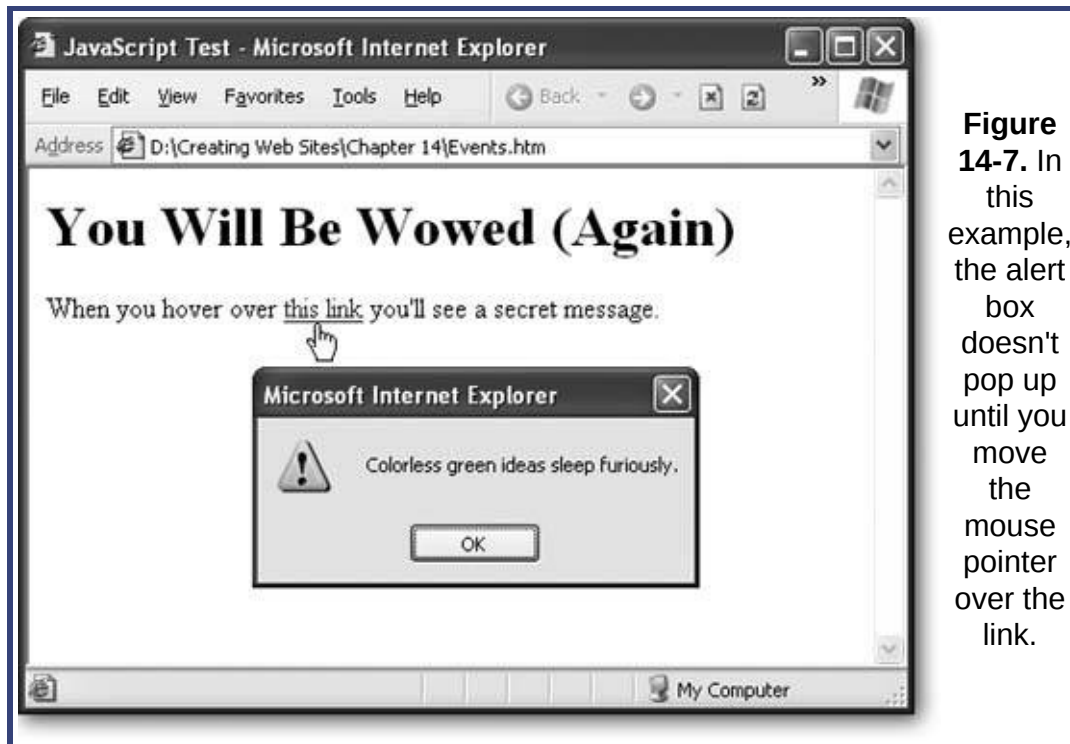 JavaScript Test - Microsoft Internet Explorer
File Edit View Favorites Tools Help Back »
Address D:\Creating Web Sites\Chapter 14\Events.htm
You Will Be Wowed (Again)
When you hover over this link you'll see a secret message.
Microsoft Internet Explorer
Colorless green ideas sleep furiously.
OK
My Computer
Figure
14-7. In
this
example,
the alert
box
doesn't
pop up
until you
move
the
mouse
pointer
over the
link.